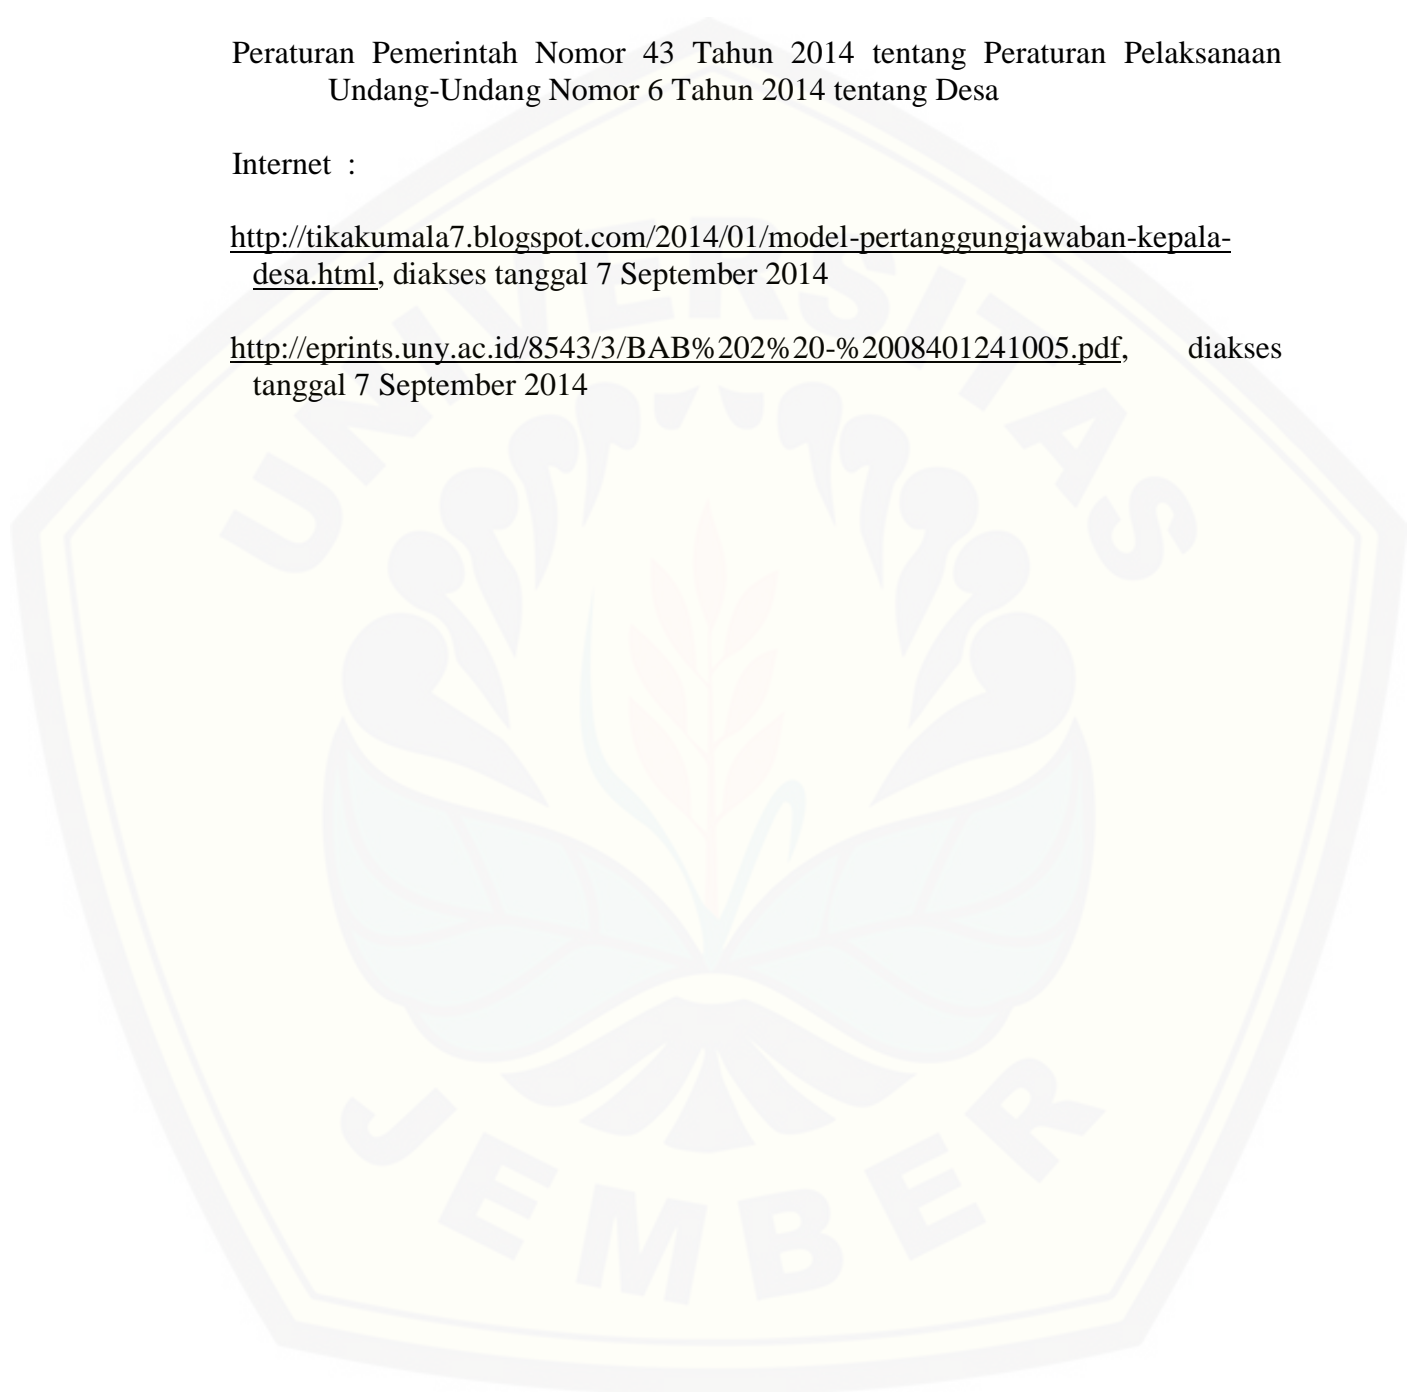 Peraturan Pemerintah Nomor 43 Tahun 2014 tentang Peraturan Pelaksanaan
Undang-Undang Nomor 6 Tahun 2014 tentang Desa
Internet :
http://tikakumala7.blogspot.com/2014/01/model-pertanggungjawaban-kepala-
desa.html, diakses tanggal 7 September 2014
http://eprints.uny.ac.id/8543/3/BAB%202%20-%2008401241005.pdf, diakses
tanggal 7 September 2014
UNIVERSITAS
JEMBER